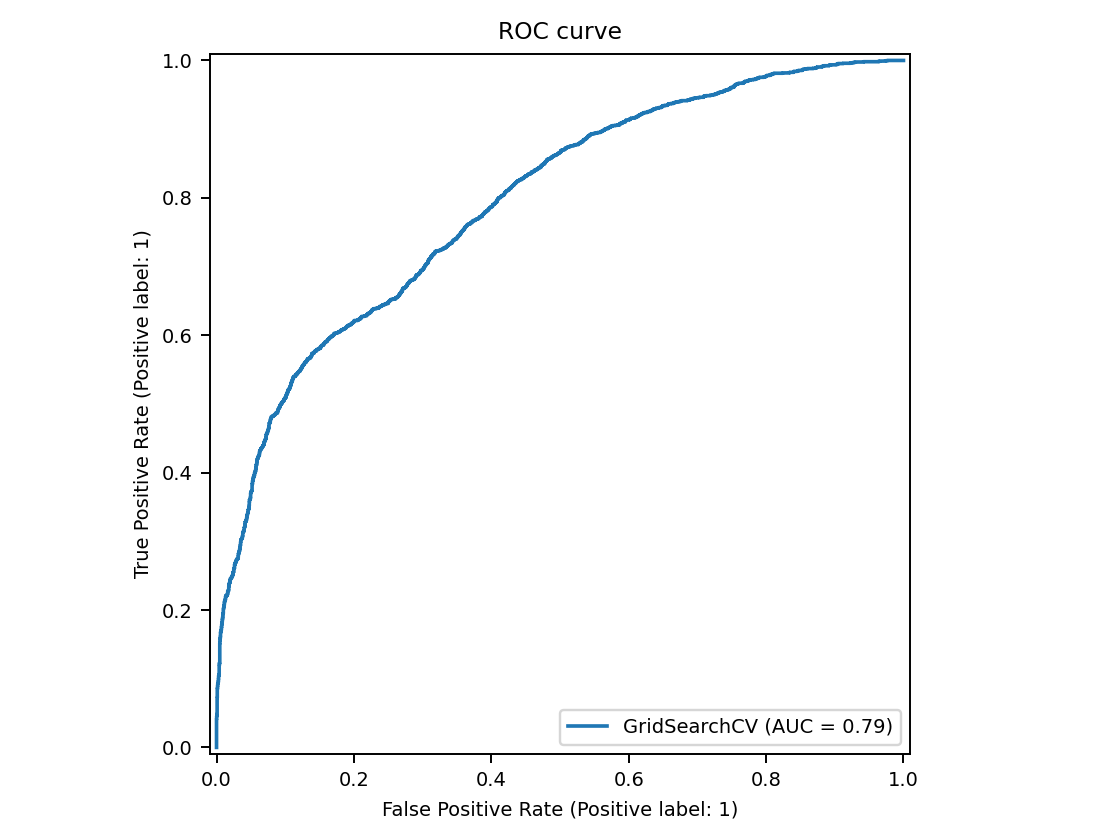 ROC curve
1.0
0.8
0.6
0.4
0.2
0.0
True Positive Rate (Positive label: 1)
GridSearchCV (AUC = 0.79)
0.0 0.2 0.4 0.6 0.8 1.0
False Positive Rate (Positive label: 1)